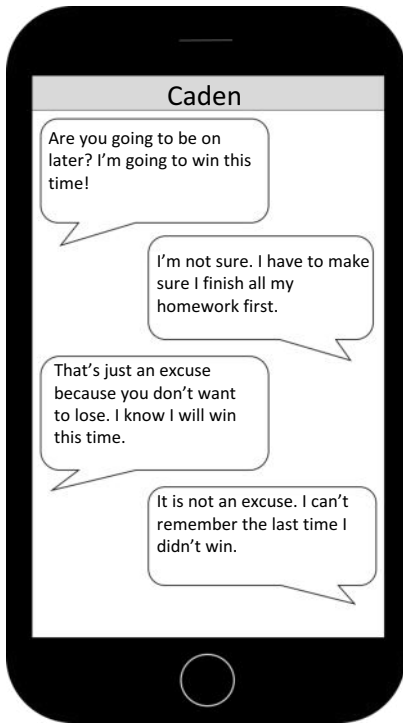 Caden
Are you going to be on
later? I’m going to win this
time!
I’m not sure. I have to make
sure I finish all my
homework first.
That’s just an excuse
because you don’t want
to lose. I know I will win
this time.
It is not an excuse. I can’t
remember the last time I
didn’t win.